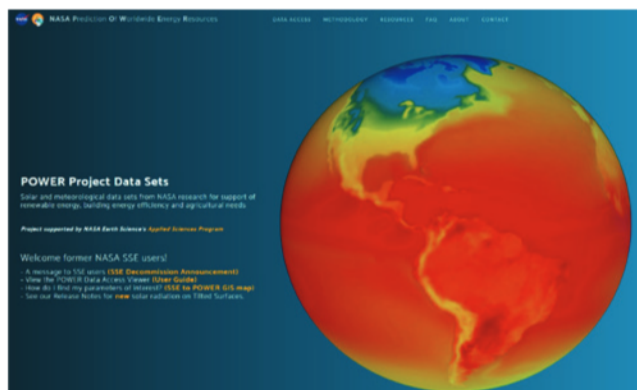 NASA Prediction Of Worldwide Energy Resources
DATA ACCESS METHODOLOGY RESOURCES FAQ ABOUT CONTACT
POWER Project Data Sets
Solar and meteorological data sets from NASA research for support of
renewable energy, building energy efficiency and agricultural needs.
Project supported by NASA Earth Science's Applied Sciences Program
Welcome former NASA SSE users!
- A message to SSE users (SSE Decommission Announcement)
- View the POWER Data Access Viewer (User Guide)
- How do I find my parameters of interest? (SSE to POWER GIS map)
- See our Release Notes for new solar radiation on Tilted Surfaces.